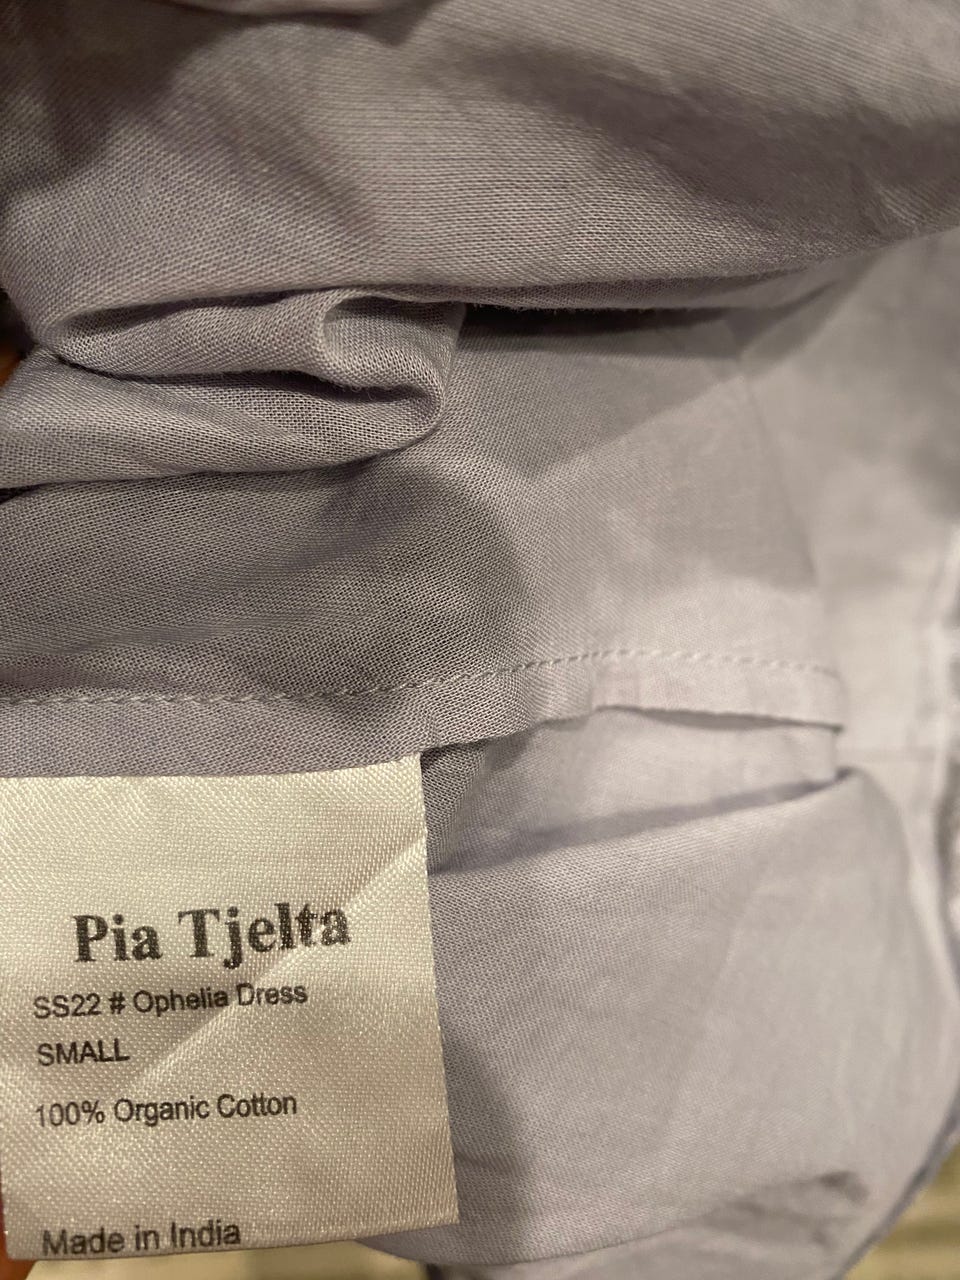 Pia Tjelta
SS22 # Ophelia Dress
SMALL
100% Organic Cotton
Made in India